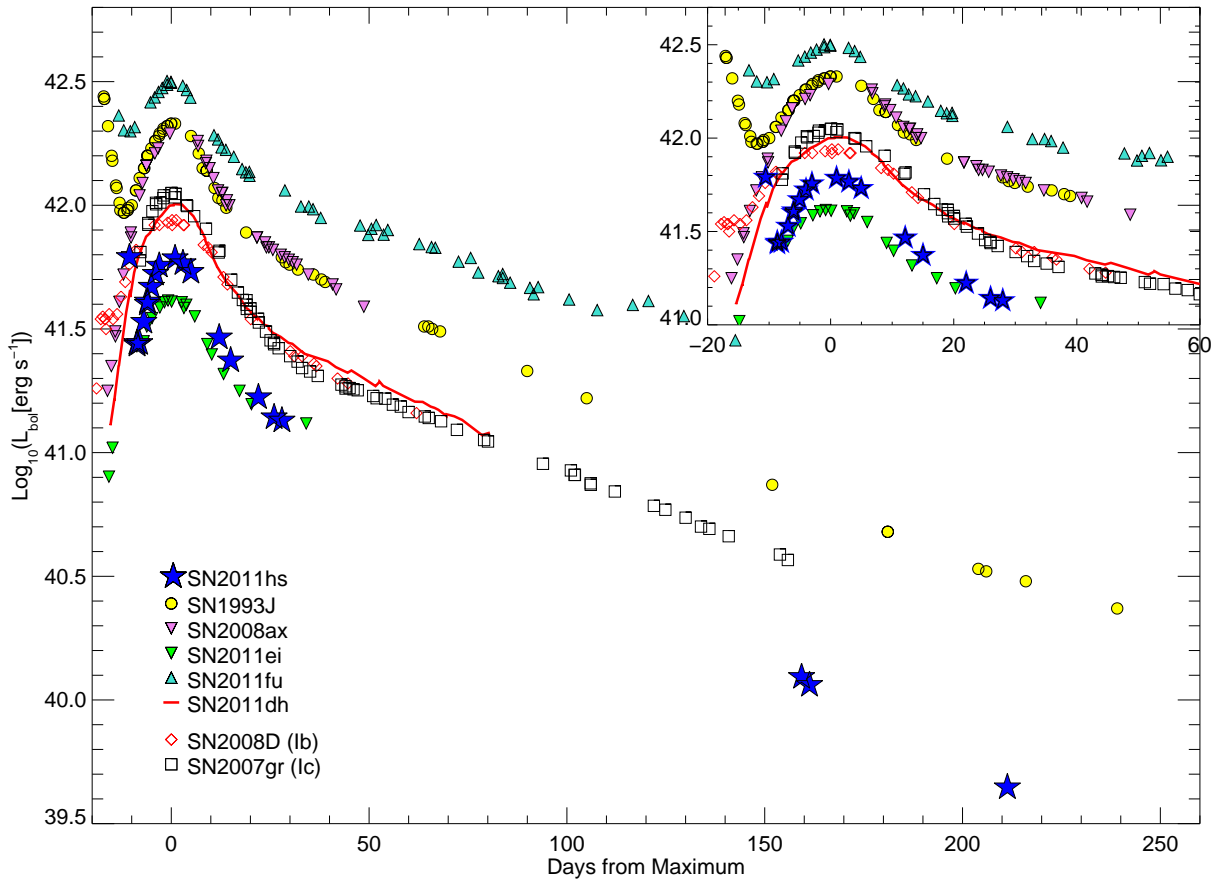 42.5
42.0
41.5
41.0
40.5
40.0
39.5
Log₁₀(L_bol[erg s⁻¹])
0
50
100
150
200
250
Days from Maximum
42.5
42.0
41.5
41.0
−20
0
20
40
60
SN2011hs
SN1993J
SN2008ax
SN2011ei
SN2011fu
SN2011dh
SN2008D (Ib)
SN2007gr (Ic)